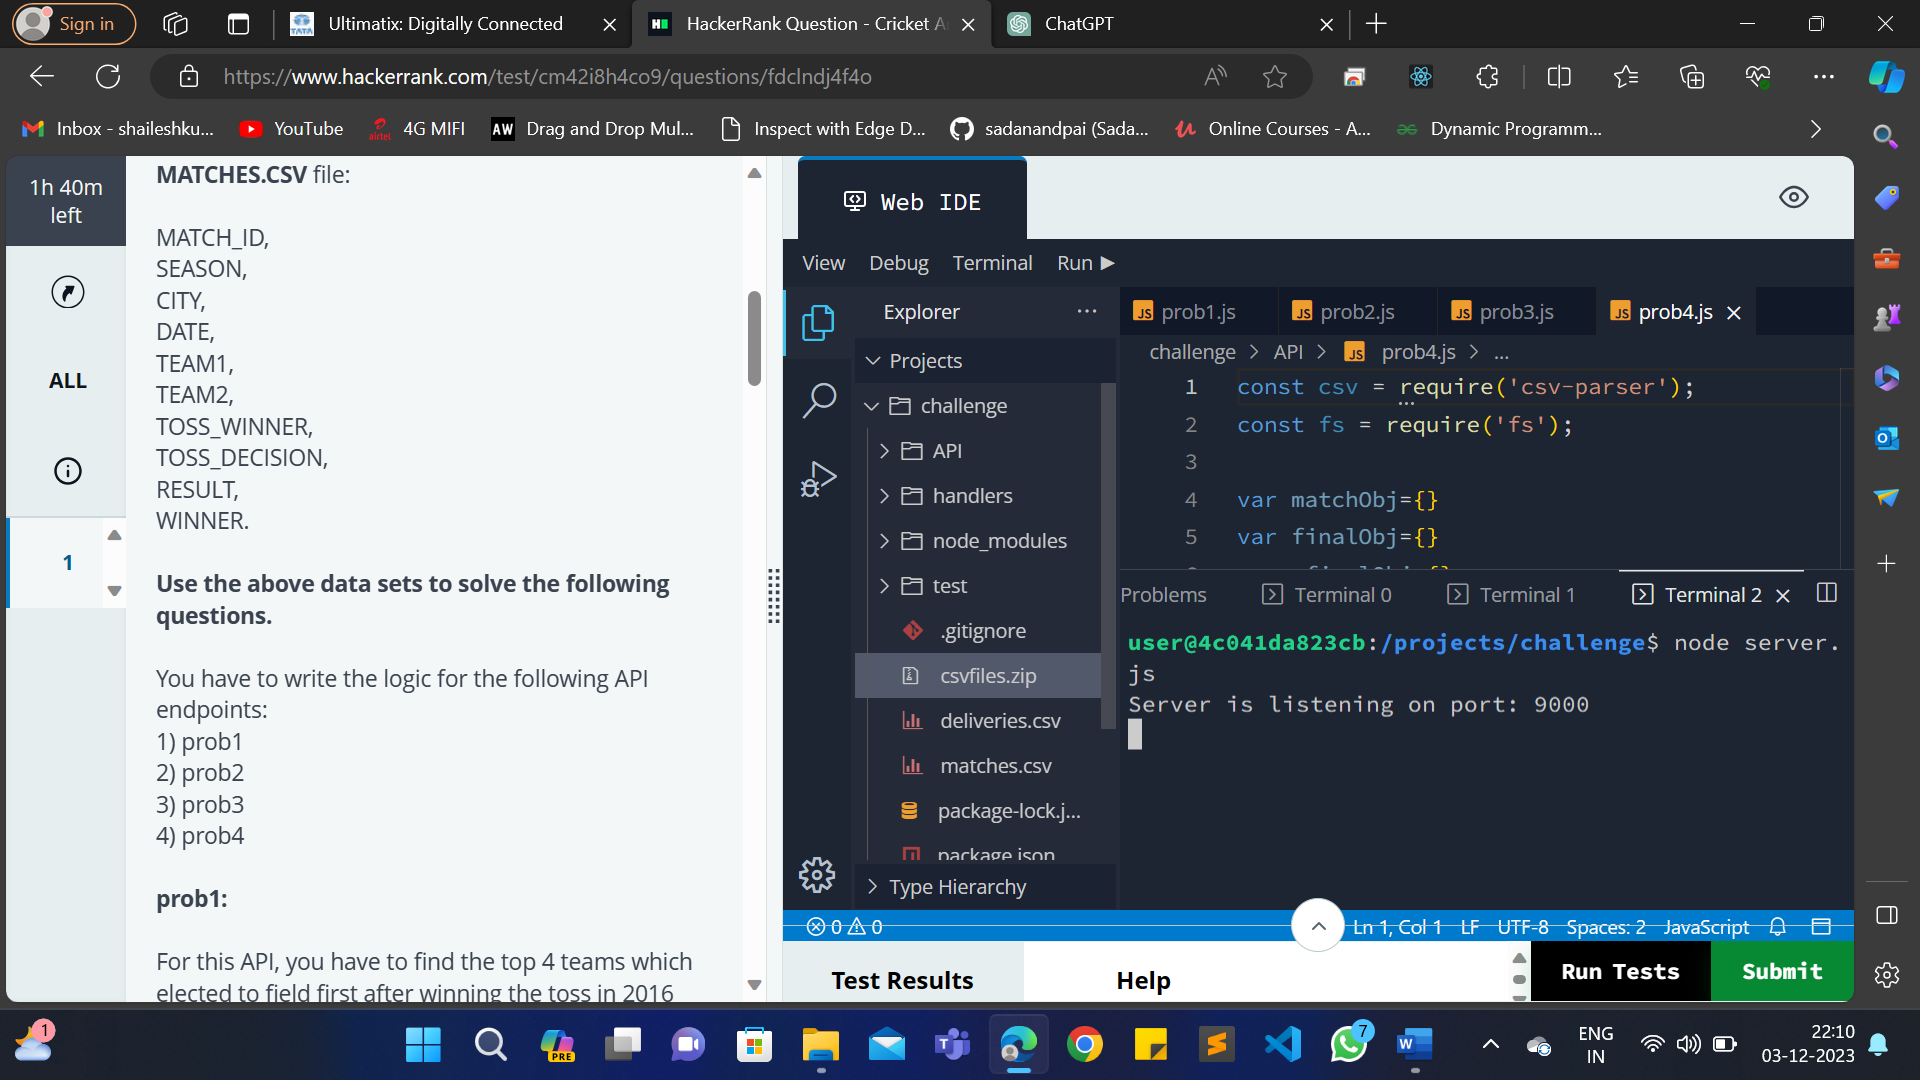 Sign in
Ultimatix: Digitally Connected
HackerRank Question - Cricket A
ChatGPT
https://www.hackerrank.com/test/cm42i8h4co9/questions/fdclndj4f4o
Inbox - shaileshku...
YouTube
4G MIFI
Drag and Drop Mul...
Inspect with Edge D...
sadanandpai (Sada...
Online Courses - A...
Dynamic Programm...
1h 40m
left
ALL
1
MATCHES.CSV file:
MATCH_ID,
SEASON,
CITY,
DATE,
TEAM1,
TEAM2,
TOSS_WINNER,
TOSS_DECISION,
RESULT,
WINNER.
Use the above data sets to solve the following
questions.
You have to write the logic for the following API
endpoints:
1) prob1
2) prob2
3) prob3
4) prob4
prob1:
For this API, you have to find the top 4 teams which
elected to field first after winning the toss in 2016
Web IDE
View Debug Terminal Run
Explorer
Projects
challenge
API
handlers
node_modules
test
.gitignore
csvfiles.zip
deliveries.csv
matches.csv
package-lock.j...
package.json
Type Hierarchy
JS prob1.js
JS prob2.js
JS prob3.js
JS prob4.js
challenge > API > JS prob4.js > ...
1 const csv = require('csv-parser');
2 const fs = require('fs');
3
4 var matchObj={}
5 var finalObj={}
Problems
Terminal 0
Terminal 1
Terminal 2
user@4c041da823cb:/projects/challenge$ node server.
js
Server is listening on port: 9000
0 0
Ln 1, Col 1 LF UTF-8 Spaces: 2 JavaScript
Test Results
Help
Run Tests
Submit
1
PRE
7
ENG
IN
22:10
03-12-2023